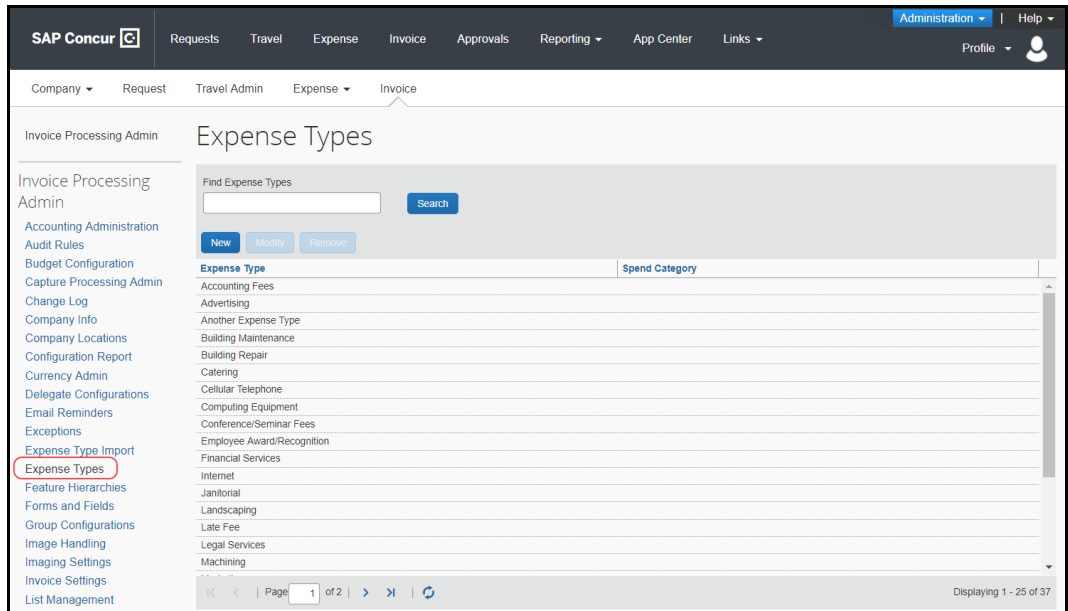 Administration | Help
SAP Concur C
Requests Travel Expense Invoice Approvals Reporting App Center Links
Profile
Company Request Travel Admin Expense Invoice
Invoice Processing Admin
Expense Types
Invoice Processing
Admin
Accounting Administration
Audit Rules
Budget Configuration
Capture Processing Admin
Change Log
Company Info
Company Locations
Configuration Report
Currency Admin
Delegate Configurations
Email Reminders
Exceptions
Expense Type Import
Expense Types
Feature Hierarchies
Forms and Fields
Group Configurations
Image Handling
Imaging Settings
Invoice Settings
List Management
Find Expense Types
Search
New Modify Remove
Expense Type Spend Category
Accounting Fees
Advertising
Another Expense Type
Building Maintenance
Building Repair
Catering
Cellular Telephone
Computing Equipment
Conference/Seminar Fees
Employee Award/Recognition
Financial Services
Internet
Janitorial
Landscaping
Late Fee
Legal Services
Machining
| Page 1 of 2 | | Displaying 1 - 25 of 37